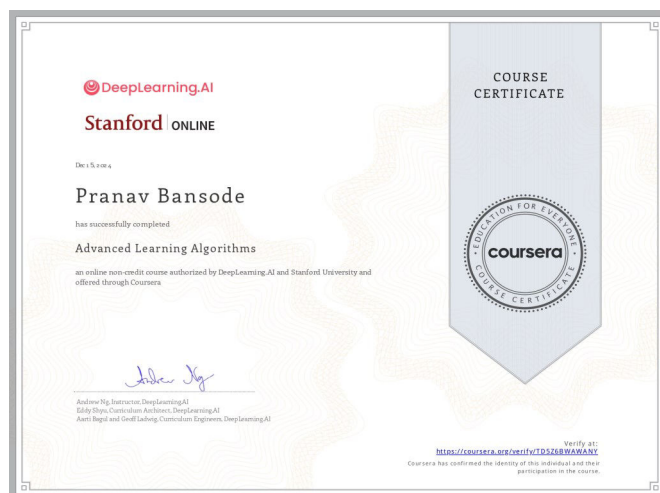 DeepLearning.AI
Stanford | ONLINE
Dec 15, 2024
Pranav Bansode
has successfully completed
Advanced Learning Algorithms
an online non-credit course authorized by DeepLearning.AI and Stanford University and
offered through Coursera
Andrew Ng
Andrew Ng, Instructor, DeepLearning.AI
Eddy Shyu, Curriculum Architect, DeepLearning.AI
Aarti Bagul and Geoff Ladwig, Curriculum Engineers, DeepLearning.AI
COURSE
CERTIFICATE
EDUCATION FOR EVERYONE
coursera
COURSE CERTIFICATE
Verify at:
https://coursera.org/verify/TD5Z6BWAWANY
Coursera has confirmed the identity of this individual and their
participation in the course.